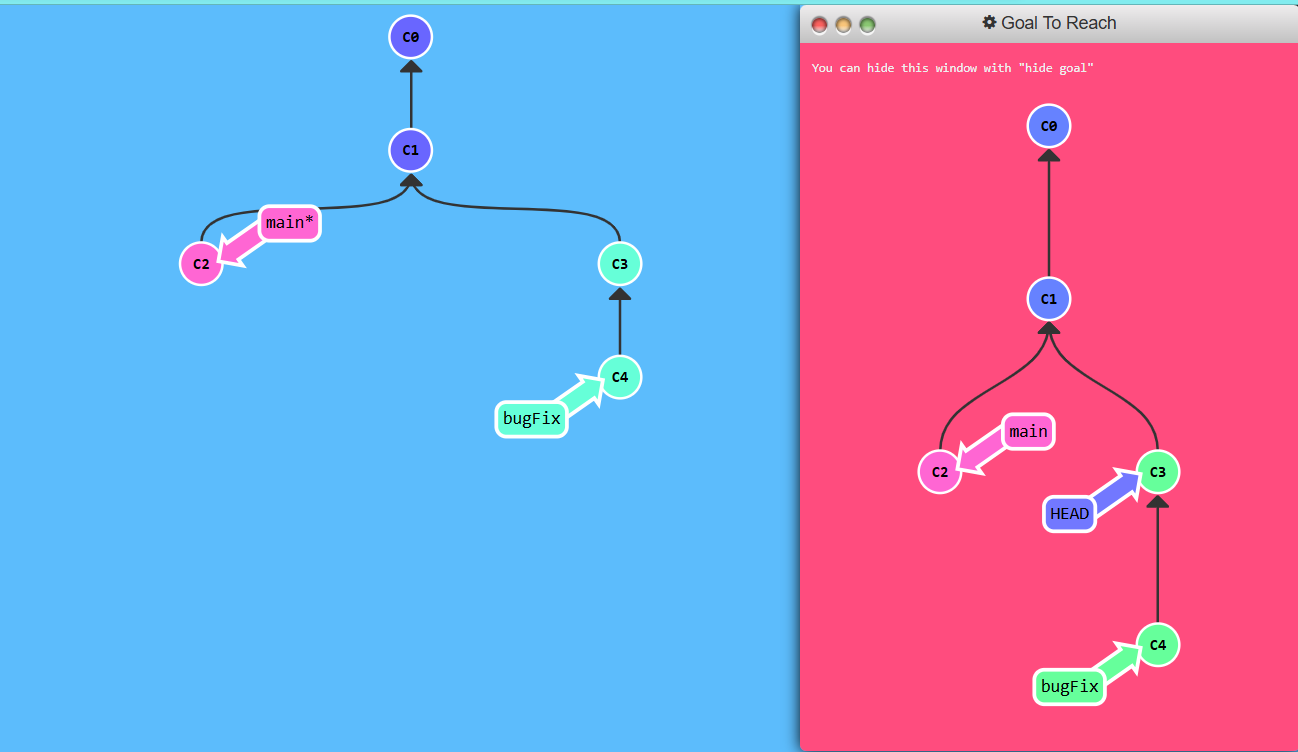 C0
C1
main*
C2
C3
C4
bugFix
Goal To Reach
You can hide this window with "hide goal"
C0
C1
main
C2
C3
HEAD
C4
bugFix